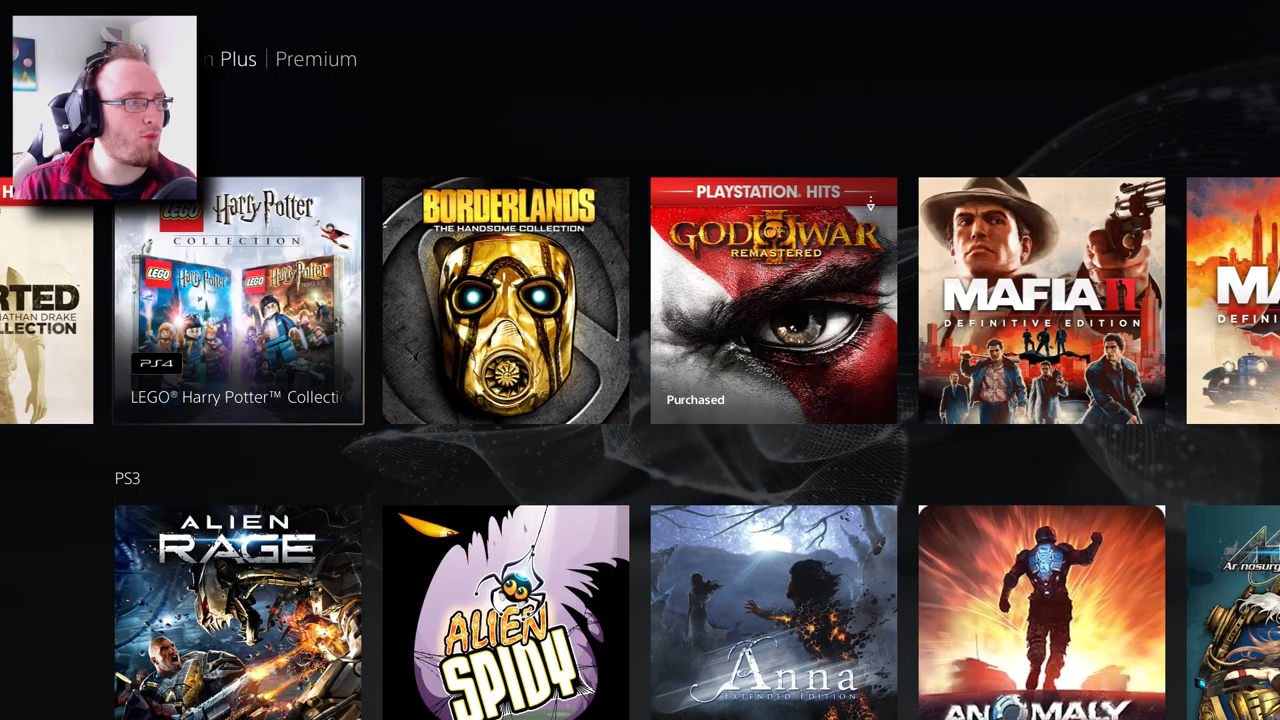 n Plus | Premium
H
RTED
NATHAN DRAKE
LLECTION
LEGO Harry Potter
COLLECTION
LEGO Harry Potter
LEGO Harry Potter
PS4
LEGO® Harry Potter™ Collecti
BORDERLANDS
THE HANDSOME COLLECTION
PLAYSTATION HITS
GOD OF WAR
III
REMASTERED
Purchased
MAFIA II
DEFINITIVE EDITION
MA
DEFINI
PS3
ALIEN
RAGE
ALIEN
SPIDY
Anna
EXTENDED EDITION
ANOMALY
Ar nosurg